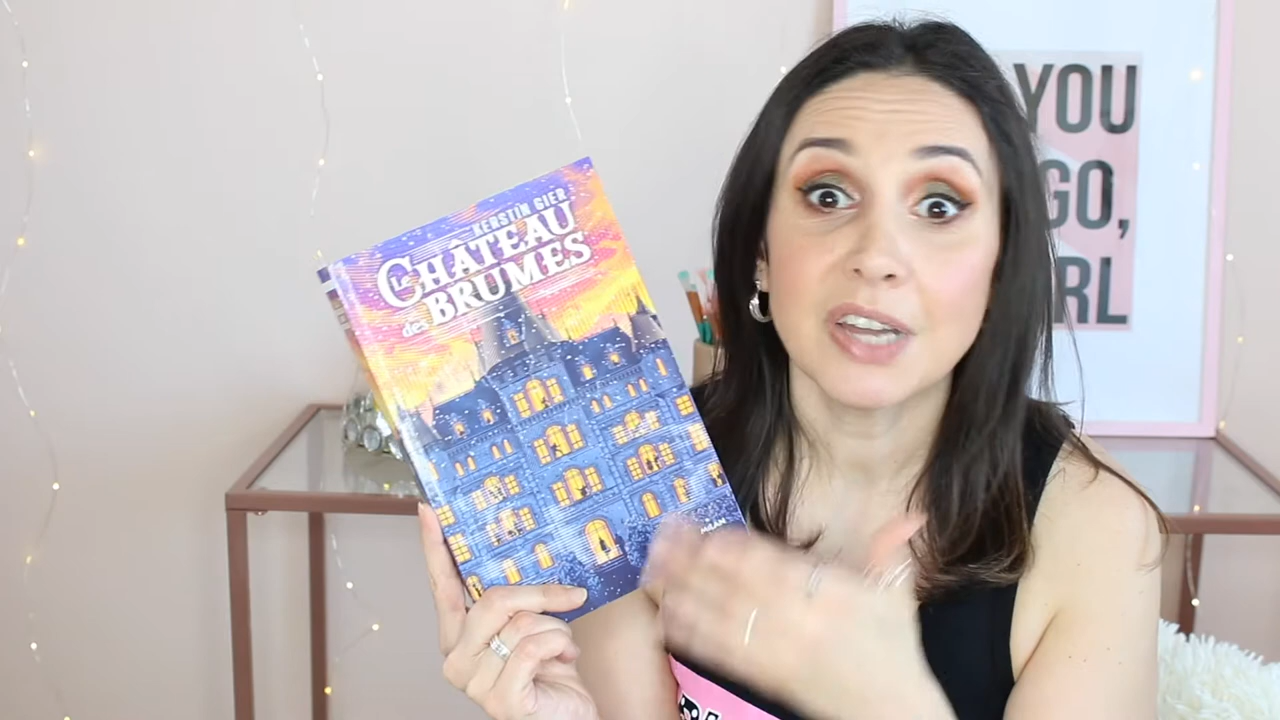 KERSTIN GIER
LE CHÂTEAU
des BRUMES
MILAN
YOU
GO,
RL